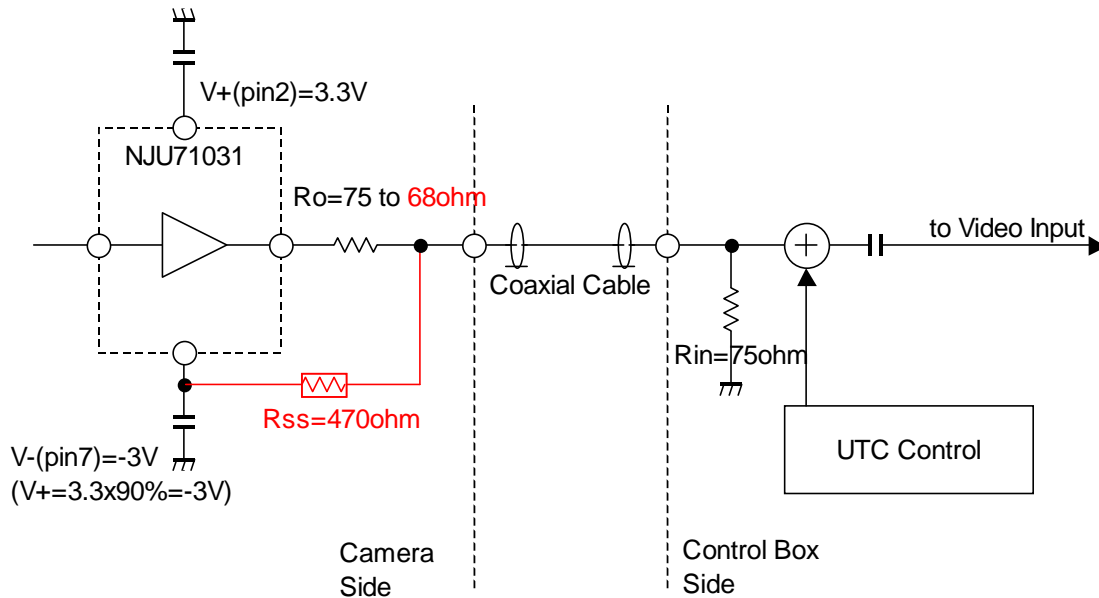 V+(pin2)=3.3V
NJU71031
Ro=75 to 68ohm
to Video Input
Coaxial Cable
Rin=75ohm
Rss=470ohm
UTC Control
V-(pin7)=-3V
(V+=3.3x90%=-3V)
Camera
Side
Control Box
Side